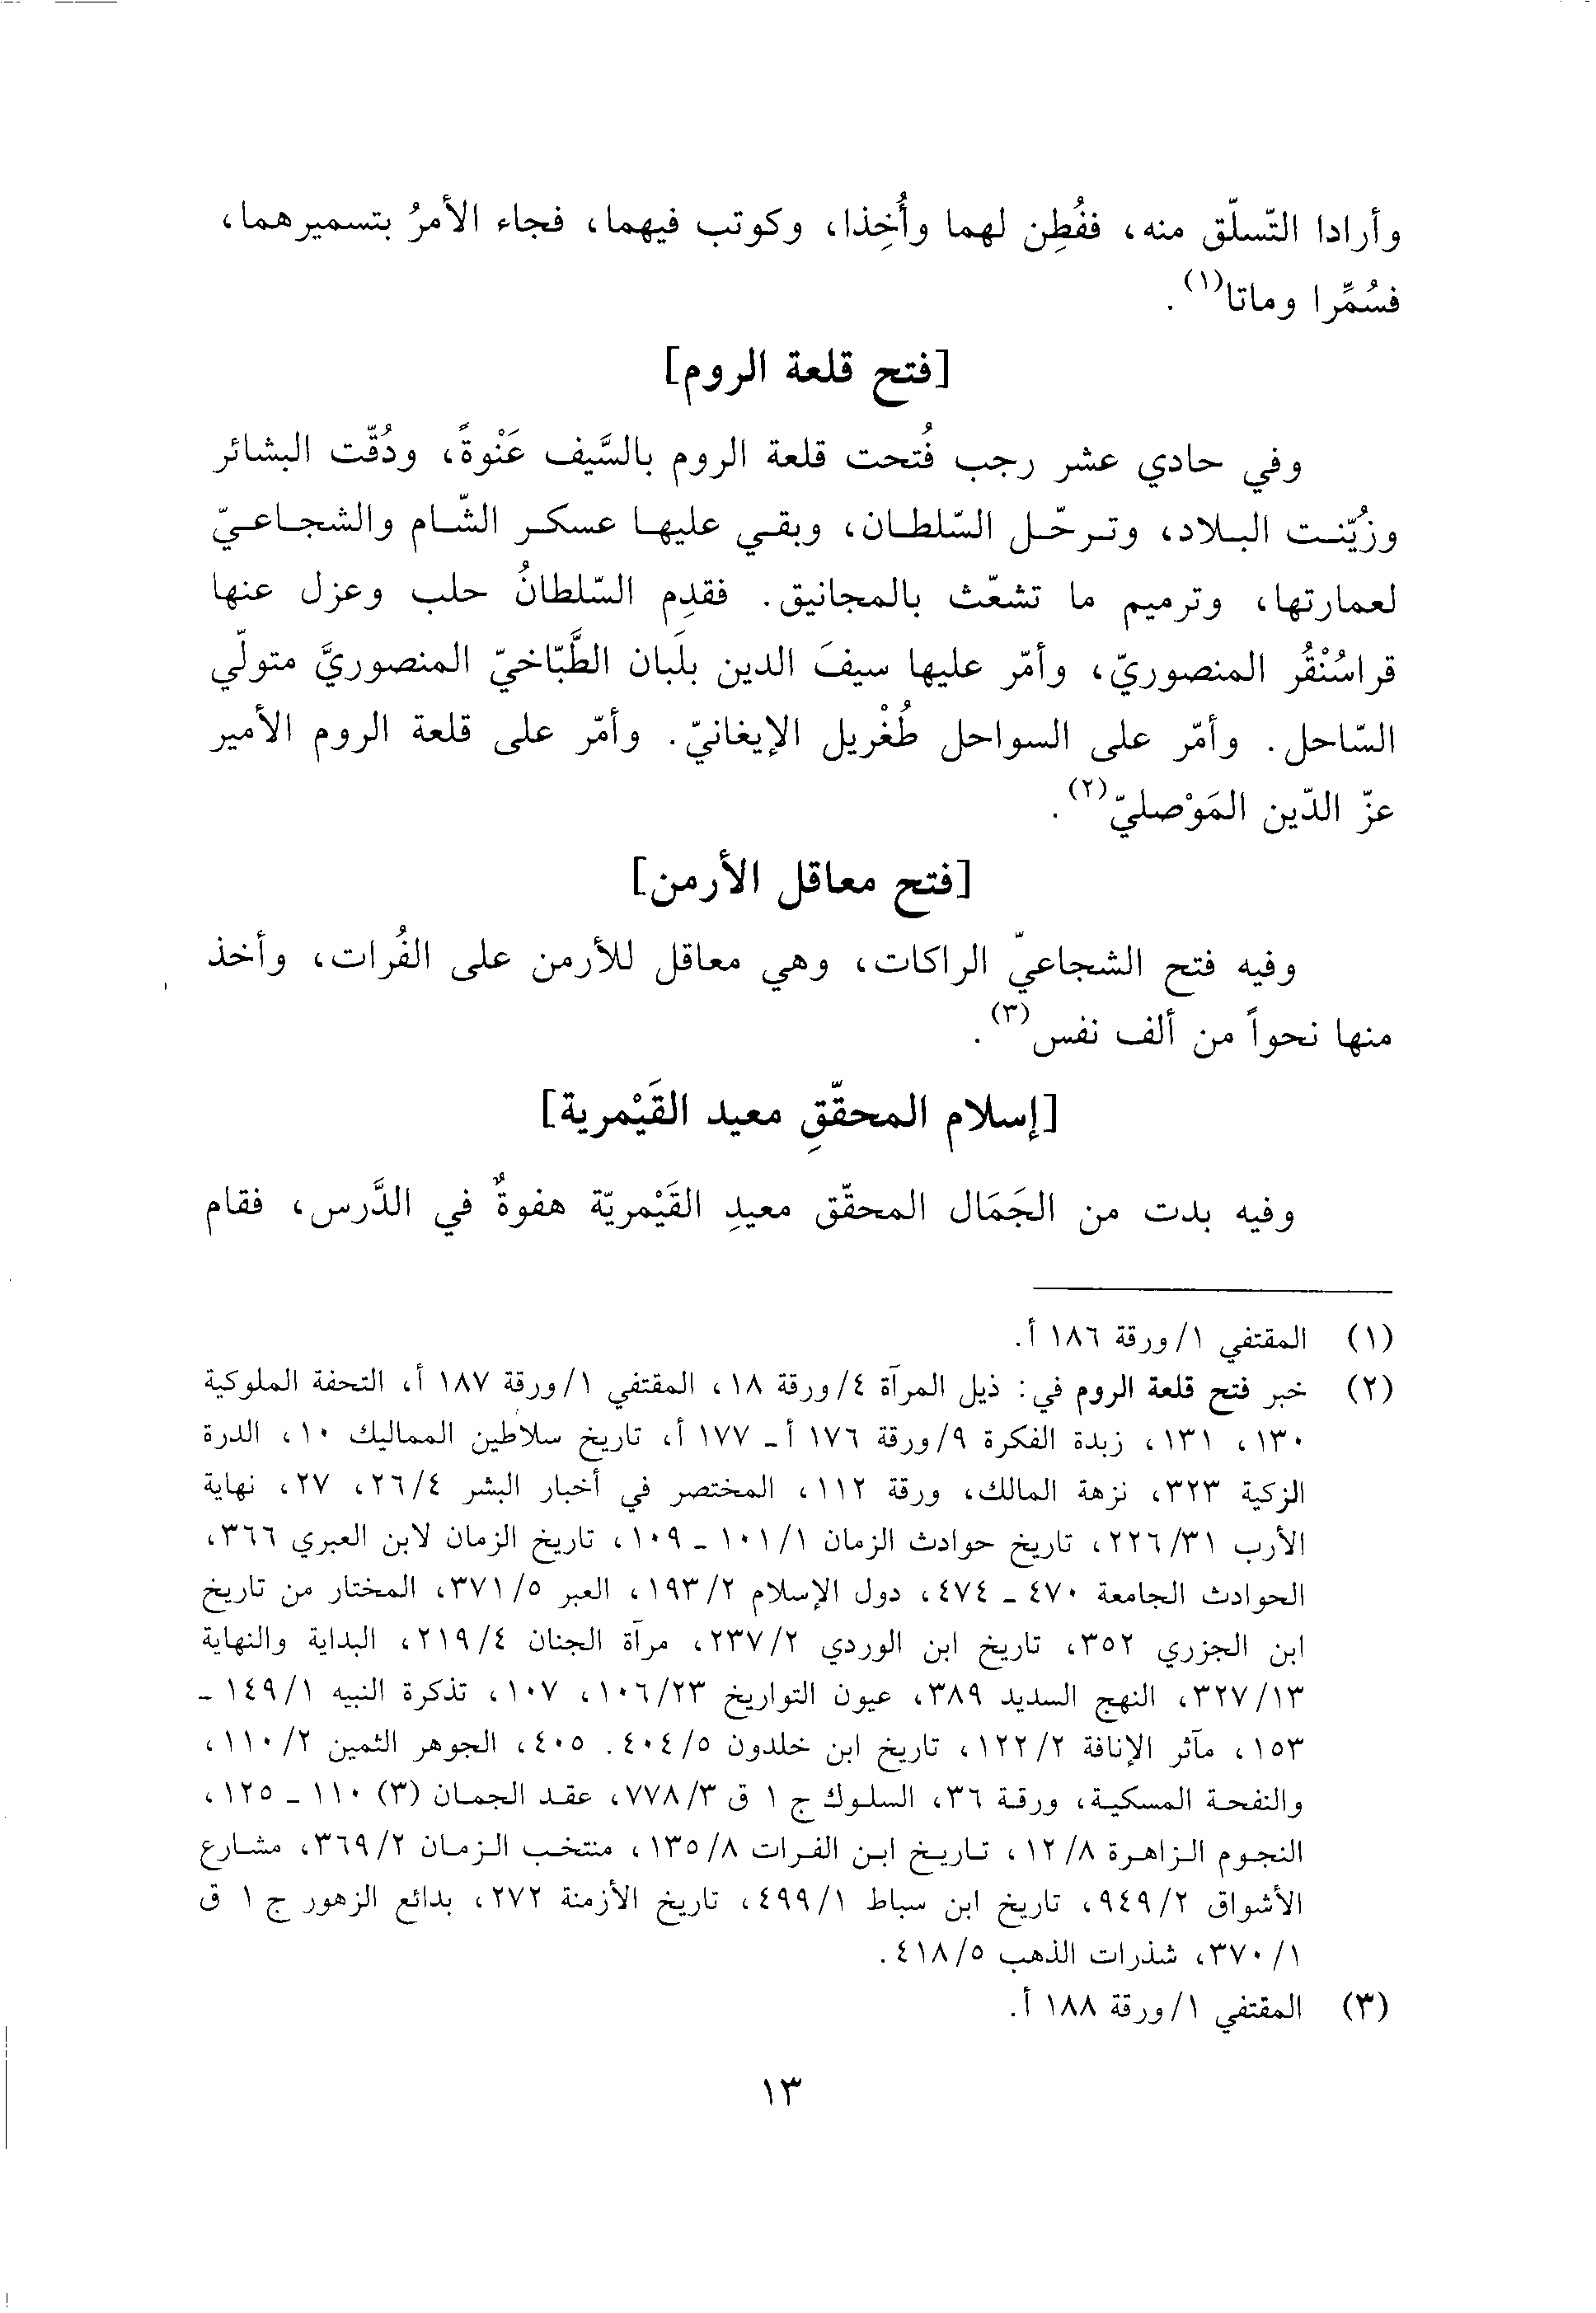 وأرادا التّسلّق منه، ففُطِن لهما وأُخِذا، وكوتب فيهما، فجاء الأمرُ بتسميرهما،
فسُمِّرا وماتا(١).
[فتح قلعة الروم]
وفي حادي عشر رجب فُتحت قلعة الروم بالسَّيف عَنْوةً، ودُقّت البشائر
وزُيّنت البلاد، وترحّل السّلطان، وبقي عليها عسكر الشّام والشجاعيّ
لعمارتها، وترميم ما تشعّث بالمجانيق. فقدِم السّلطانُ حلب وعزل عنها
قراسُنْقُر المنصوريّ، وأمّر عليها سيفَ الدين بلَبان الطَّبّاخيّ المنصوريَّ متولّي
السّاحل. وأمّر على السواحل طُغْريل الإيغانيّ. وأمّر على قلعة الروم الأمير
عزّ الدّين المَوْصليّ(٢).
[فتح معاقل الأرمن]
وفيه فتح الشجاعيّ الراكات، وهي معاقل للأرمن على الفُرات، وأخذ
منها نحواً من ألف نفس(٣).
[إسلام المحقّقِ معيد القَيْمرية]
وفيه بدت من الجَمَال المحقّق معيدِ القَيْمريّة هفوةٌ في الدَّرس، فقام
(١) المقتفي ١/ورقة ١٨٦ أ.
(٢) خبر فتح قلعة الروم في: ذيل المرآة ٤/ورقة ١٨، المقتفي ١/ورقة ١٨٧ أ، التحفة الملوكية
١٣٠، ١٣١، زبدة الفكرة ٩/ورقة ١٧٦ أ ـ ١٧٧ أ، تاريخ سلاطين المماليك ١٠، الدرة
الزكية ٣٢٣، نزهة المالك، ورقة ١١٢، المختصر في أخبار البشر ٢٦/٤، ٢٧، نهاية
الأرب ٢٢٦/٣١، تاريخ حوادث الزمان ١٠١/١ ـ ١٠٩، تاريخ الزمان لابن العبري ٣٦٦،
الحوادث الجامعة ٤٧٠ ـ ٤٧٤، دول الإسلام ١٩٣/٢، العبر ٣٧١/٥، المختار من تاريخ
ابن الجزري ٣٥٢، تاريخ ابن الوردي ٢٣٧/٢، مرآة الجنان ٢١٩/٤، البداية والنهاية
٣٢٧/١٣، النهج السديد ٣٨٩، عيون التواريخ ١٠٦/٢٣، ١٠٧، تذكرة النبيه ١٤٩/١ ـ
١٥٣، مآثر الإنافة ١٢٢/٢، تاريخ ابن خلدون ٤٠٤/٥. ٤٠٥، الجوهر الثمين ١١٠/٢،
والنفحة المسكية، ورقة ٣٦، السلوك ج ١ ق ٧٧٨/٣، عقد الجمان (٣) ١١٠ ـ ١٢٥،
النجوم الزاهرة ١٢/٨، تاريخ ابن الفرات ١٣٥/٨، منتخب الزمان ٣٦٩/٢، مشارع
الأشواق ٩٤٩/٢، تاريخ ابن سباط ٤٩٩/١، تاريخ الأزمنة ٢٧٢، بدائع الزهور ج ١ ق
٣٧٠/١، شذرات الذهب ٤١٨/٥.
(٣) المقتفي ١/ورقة ١٨٨ أ.
١٣